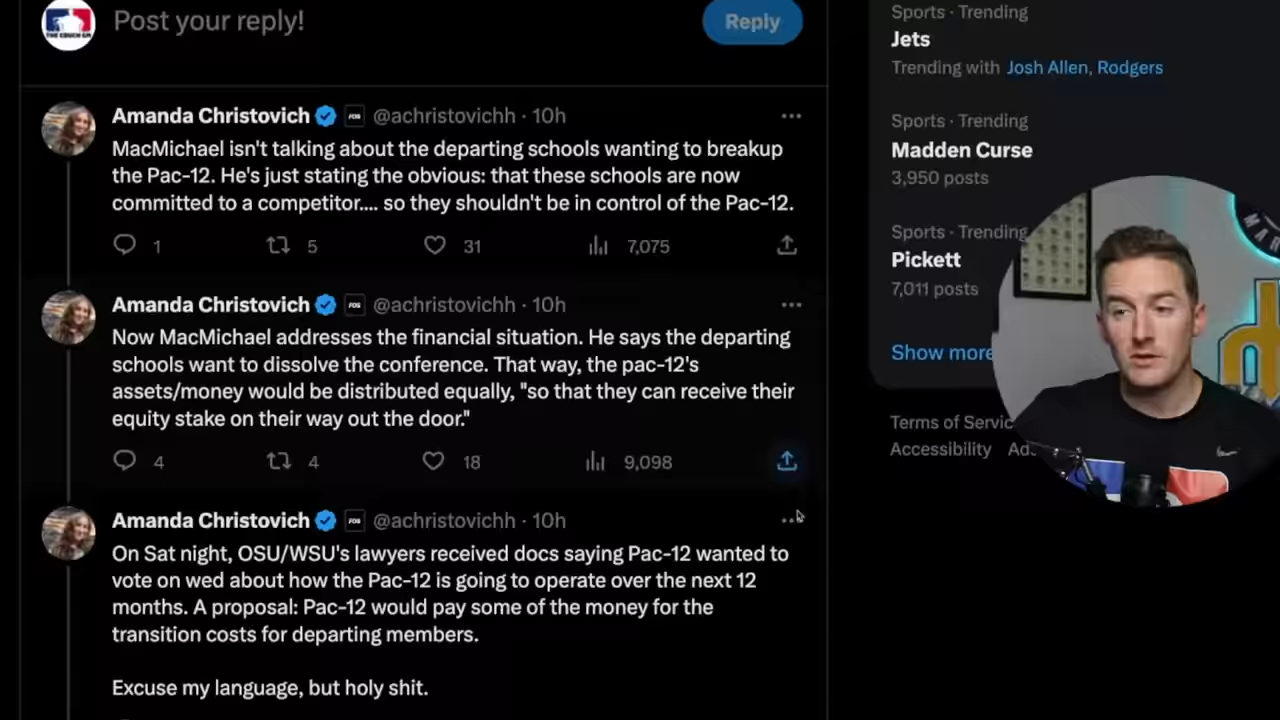 Post your reply!
Reply
THE COUCH GM
Amanda Christovich @achristovichh · 10h
MacMichael isn't talking about the departing schools wanting to breakup
the Pac-12. He's just stating the obvious: that these schools are now
committed to a competitor.... so they shouldn't be in control of the Pac-12.
1 5 31 7,075
Amanda Christovich FOS @achristovichh · 10h
Now MacMichael addresses the financial situation. He says the departing
schools want to dissolve the conference. That way, the pac-12's
assets/money would be distributed equally, "so that they can receive their
equity stake on their way out the door."
4 4 18 9,098
Amanda Christovich FOS @achristovichh · 10h
On Sat night, OSU/WSU's lawyers received docs saying Pac-12 wanted to
vote on wed about how the Pac-12 is going to operate over the next 12
months. A proposal: Pac-12 would pay some of the money for the
transition costs for departing members.
Excuse my language, but holy shit.
Sports · Trending
Jets
Trending with Josh Allen, Rodgers
Sports · Trending
Madden Curse
3,950 posts
Sports · Trending
Pickett
7,011 posts
Show more
Terms of Servic
Accessibility Ads